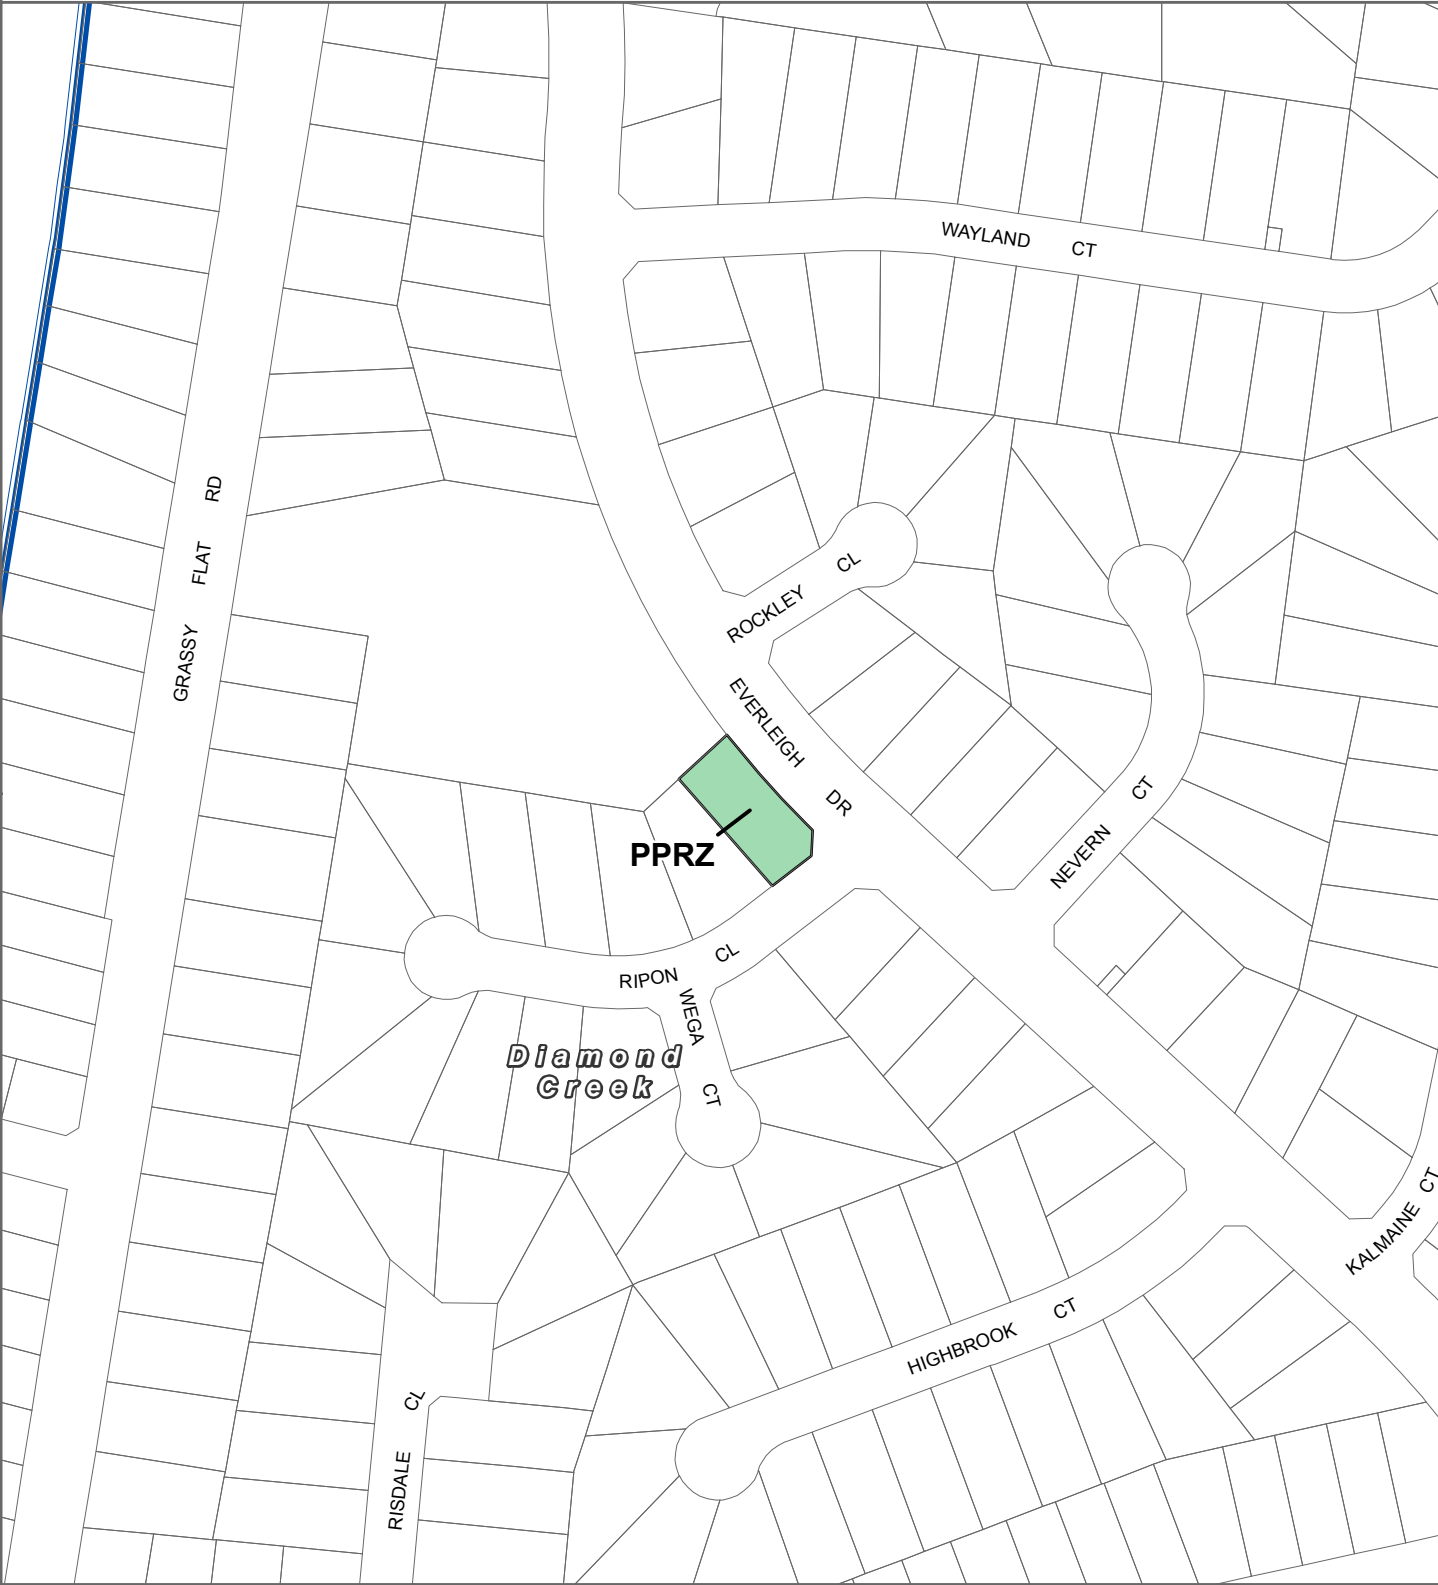 WAYLAND CT
GRASSY FLAT RD
ROCKLEY CL
EVERLEIGH DR
NEVERN CT
PPRZ
RIPON CL
WEGA CT
Diamond
Creek
KALMAINE CT
HIGHBROOK CT
RISDALE CL